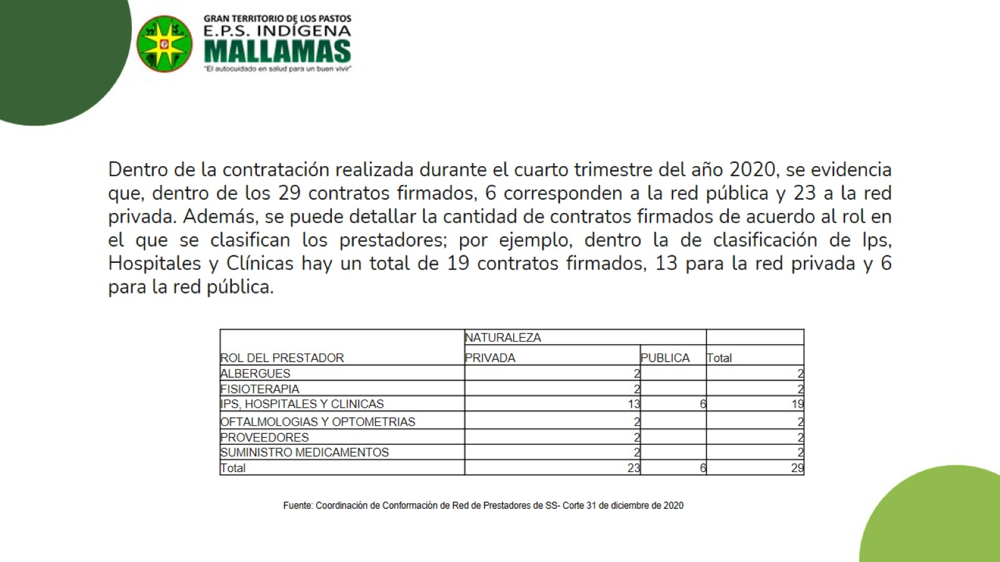 GRAN TERRITORIO DE LOS PASTOS
E.P.S. INDÍGENA
MALLAMAS
"El autocuidado en salud para un buen vivir"
Dentro de la contratación realizada durante el cuarto trimestre del año 2020, se evidencia
que, dentro de los 29 contratos firmados, 6 corresponden a la red pública y 23 a la red
privada. Además, se puede detallar la cantidad de contratos firmados de acuerdo al rol en
el que se clasifican los prestadores; por ejemplo, dentro la de clasificación de Ips,
Hospitales y Clínicas hay un total de 19 contratos firmados, 13 para la red privada y 6
para la red pública.
NATURALEZA
ROL DEL PRESTADOR PRIVADA PUBLICA Total
ALBERGUES 2 2
FISIOTERAPIA 2 2
IPS, HOSPITALES Y CLINICAS 13 6 19
OFTALMOLOGIAS Y OPTOMETRIAS 2 2
PROVEEDORES 2 2
SUMINISTRO MEDICAMENTOS 2 2
Total 23 6 29
Fuente: Coordinación de Conformación de Red de Prestadores de SS- Corte 31 de diciembre de 2020